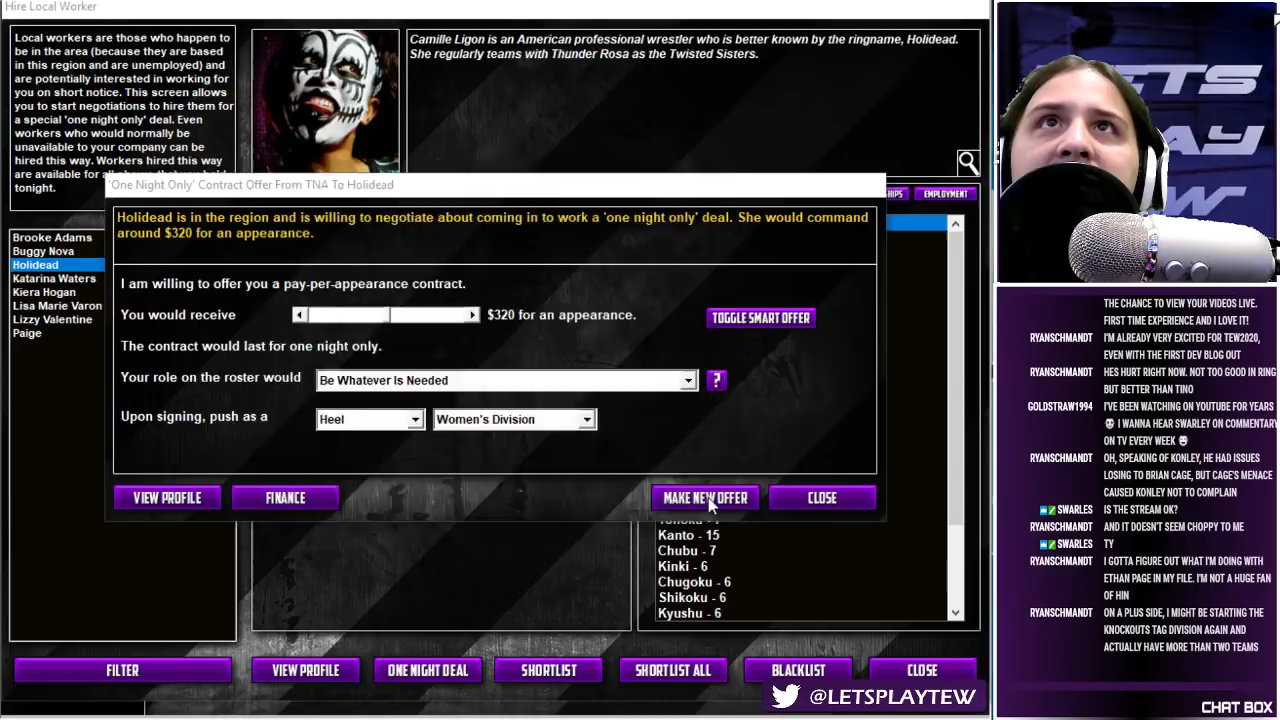 Hire Local Worker
Local workers are those who happen to
be in the area (because they are based
in this region and are unemployed) and
are potentially interested in working for
you on short notice. This screen allows
you to start negotiations to hire them for
a special 'one night only' deal. Even
workers who would normally be
unavailable to your company can be
hired this way. Workers hired this way
are available for all shows
tonight.
Camille Ligon is an American professional wrestler who is better known by the ringname, Holidead.
She regularly teams with Thunder Rosa as the Twisted Sisters.
EMPLOYMENT
Brooke Adams
Buggy Nova
Holidead
Katarina Waters
Kiera Hogan
Lisa Marie Varon
Lizzy Valentine
Paige
'One Night Only' Contract Offer From TNA To Holidead
Holidead is in the region and is willing to negotiate about coming in to work a 'one night only' deal. She would command
around $320 for an appearance.
I am willing to offer you a pay-per-appearance contract.
You would receive $320 for an appearance.
TOGGLE SMART OFFER
The contract would last for one night only.
Your role on the roster would Be Whatever Is Needed ?
Upon signing, push as a Heel Women's Division
VIEW PROFILE FINANCE MAKE NEW OFFER CLOSE
Kanto - 15
Chubu - 7
Kinki - 6
Chugoku - 6
Shikoku - 6
Kyushu - 6
FILTER VIEW PROFILE ONE NIGHT DEAL SHORTLIST SHORTLIST ALL BLACKLIST CLOSE
@LETSPLAYTEW
THE CHANCE TO VIEW YOUR VIDEOS LIVE.
FIRST TIME EXPERIENCE AND I LOVE IT!
RYANSCHMANDT I'M ALREADY VERY EXCITED FOR TEW2020,
EVEN WITH THE FIRST DEV BLOG OUT
RYANSCHMANDT HES HURT RIGHT NOW. NOT TOO GOOD IN RING
BUT BETTER THAN TINO
GOLDSTRAW1994 I'VE BEEN WATCHING ON YOUTUBE FOR YEARS
I WANNA HEAR SWARLEY ON COMMENTARY
ON TV EVERY WEEK
RYANSCHMANDT OH, SPEAKING OF KONLEY, HE HAD ISSUES
LOSING TO BRIAN CAGE, BUT CAGE'S MENACE
CAUSED KONLEY NOT TO COMPLAIN
SWARLES IS THE STREAM OK?
RYANSCHMANDT AND IT DOESN'T SEEM CHOPPY TO ME
SWARLES TY
RYANSCHMANDT I GOTTA FIGURE OUT WHAT I'M DOING WITH
ETHAN PAGE IN MY FILE. I'M NOT A HUGE FAN
OF HIN
RYANSCHMANDT ON A PLUS SIDE, I MIGHT BE STARTING THE
KNOCKOUTS TAG DIVISION AGAIN AND
ACTUALLY HAVE MORE THAN TWO TEAMS
CHAT BOX